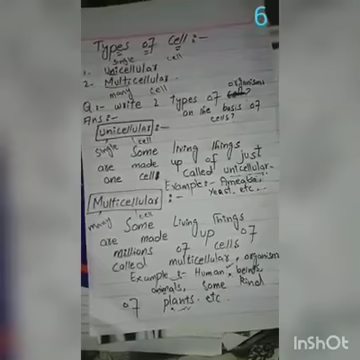 6
Types of cell :-
single cell
1. Unicellular
2. Multicellular
many cell
organisms
Q:- write 2 Types of
on the basis of
Ans:- cells?
Unicellular :-
single cell
Some living things
are made up of just
one cell called unicellular.
Example :- Amoeba,
yeast. etc..
Multicellular :-
many cell
Some Living Things
are made up of
millions of cells
called multicellular, organism
Example :- Human beings,
animals, some kind
of plants. etc..
InShOt